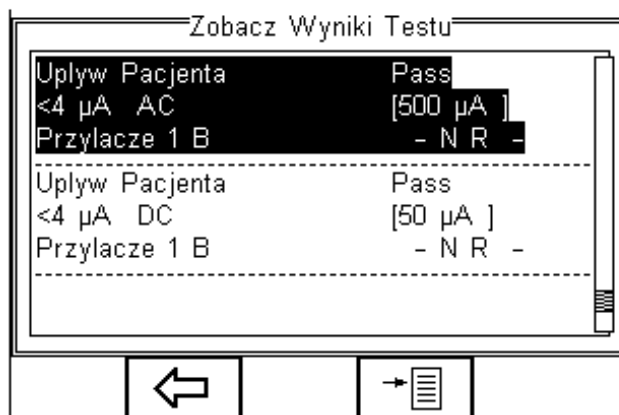 Zobacz Wyniki Testu
Uplyw Pacjenta Pass
<4 µA AC [500 µA ]
Przylacze 1 B – N R –
Uplyw Pacjenta Pass
<4 µA DC [50 µA ]
Przylacze 1 B – N R –